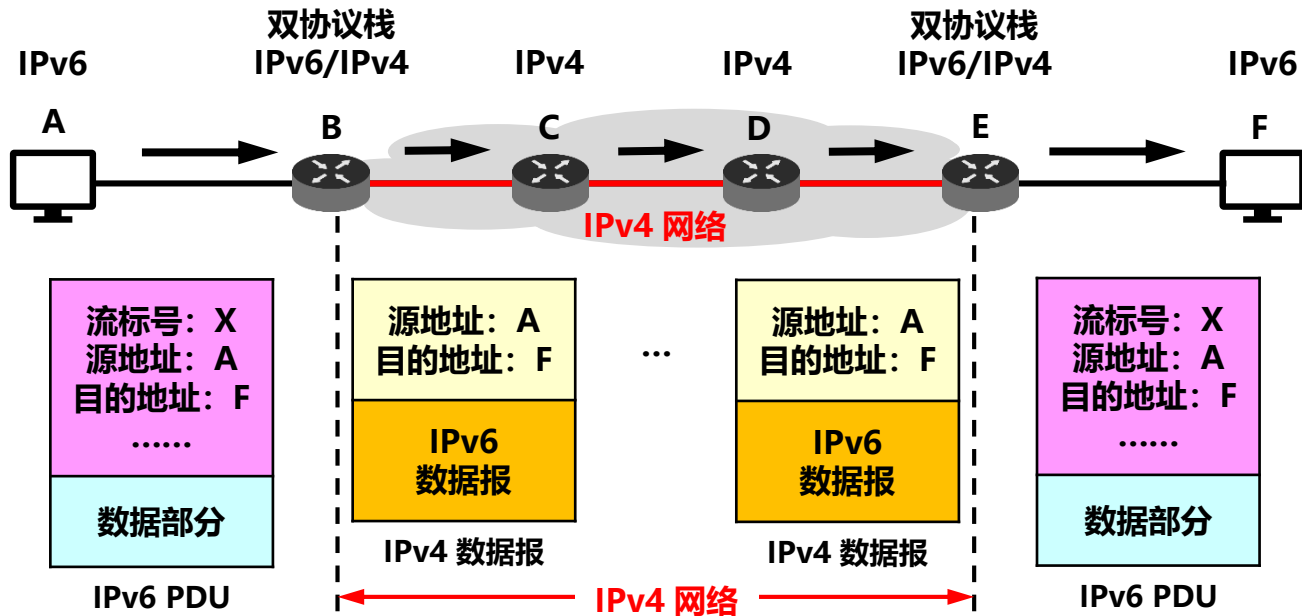 双协议栈
双协议栈
IPv6
IPv6/IPv4
IPv4
IPv4
IPv6/IPv4
IPv6
A
B
C
D
E
F
IPv4 网络
流标号：X
源地址：A
目的地址：F
……
数据部分
IPv6 PDU
源地址：A
目的地址：F
IPv6
数据报
IPv4 数据报
...
源地址：A
目的地址：F
IPv6
数据报
IPv4 数据报
流标号：X
源地址：A
目的地址：F
……
数据部分
IPv6 PDU
IPv4 网络